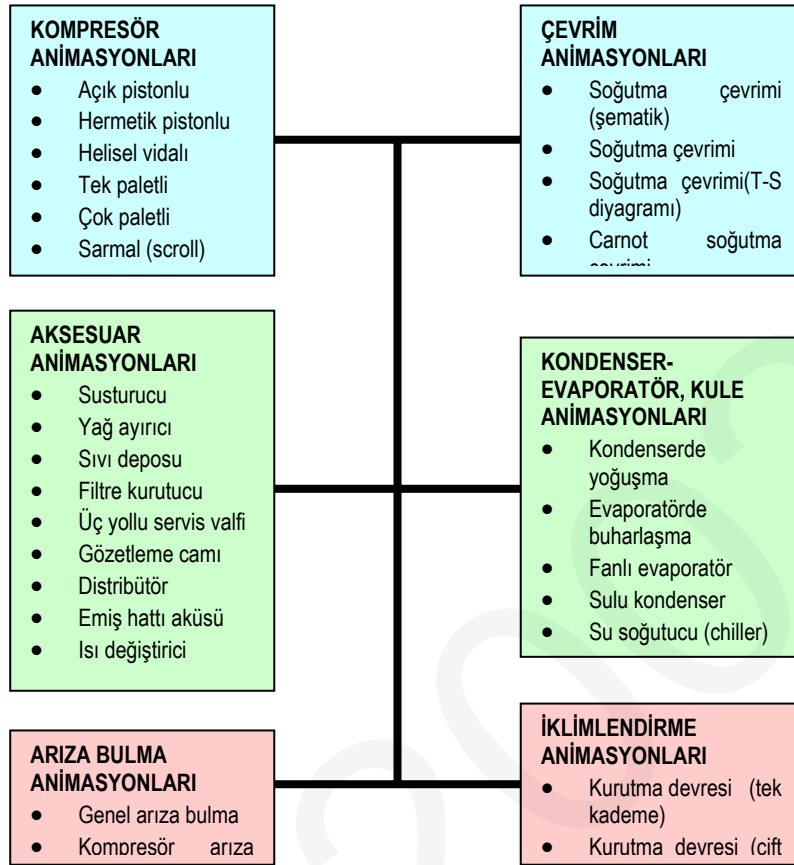 KOMPRESÖR
ANİMASYONLARI
• Açık pistonlu
• Hermetik pistonlu
• Helisel vidalı
• Tek paletli
• Çok paletli
• Sarmal (scroll)
ÇEVRİM
ANİMASYONLARI
• Soğutma çevrimi
(şematik)
• Soğutma çevrimi
• Soğutma çevrimi(T-S
diyagramı)
• Carnot soğutma
AKSESUAR
ANİMASYONLARI
• Susturucu
• Yağ ayırıcı
• Sıvı deposu
• Filtre kurutucu
• Üç yollu servis valfi
• Gözetleme camı
• Distribütör
• Emiş hattı aküsü
• Isı değiştirici
KONDENSER-
EVAPORATÖR, KULE
ANİMASYONLARI
• Kondenserde
yoğuşma
• Evaporatörde
buharlaşma
• Fanlı evaporatör
• Sulu kondenser
• Su soğutucu (chiller)
ARIZA BULMA
ANİMASYONLARI
• Genel arıza bulma
• Kompresör arıza
İKLİMLENDİRME
ANİMASYONLARI
• Kurutma devresi (tek
kademe)
• Kurutma devresi (çift